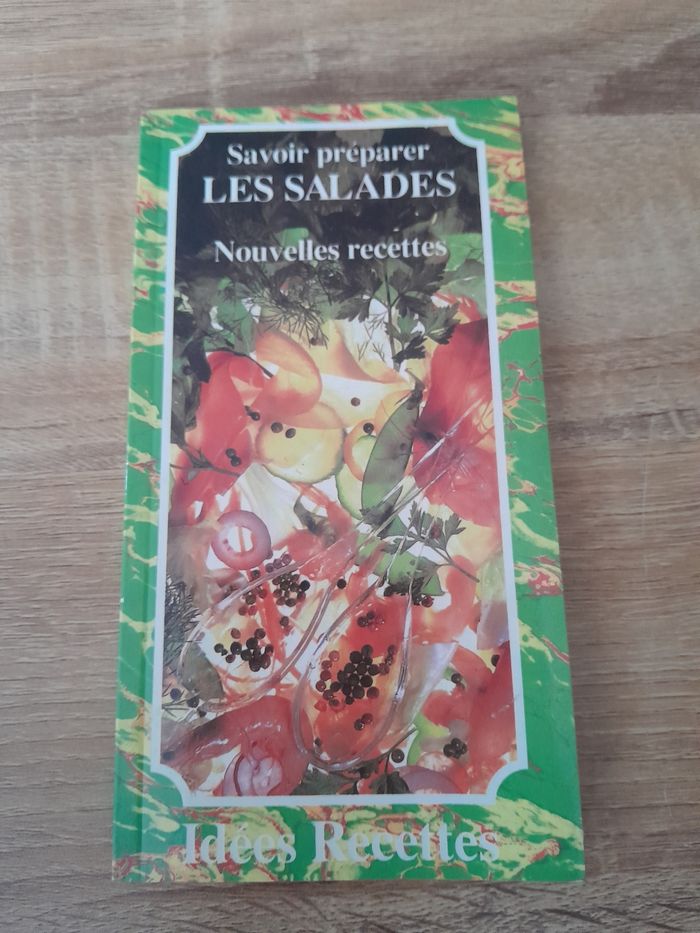 Savoir préparer
LES SALADES
Nouvelles recettes
Idées Recettes